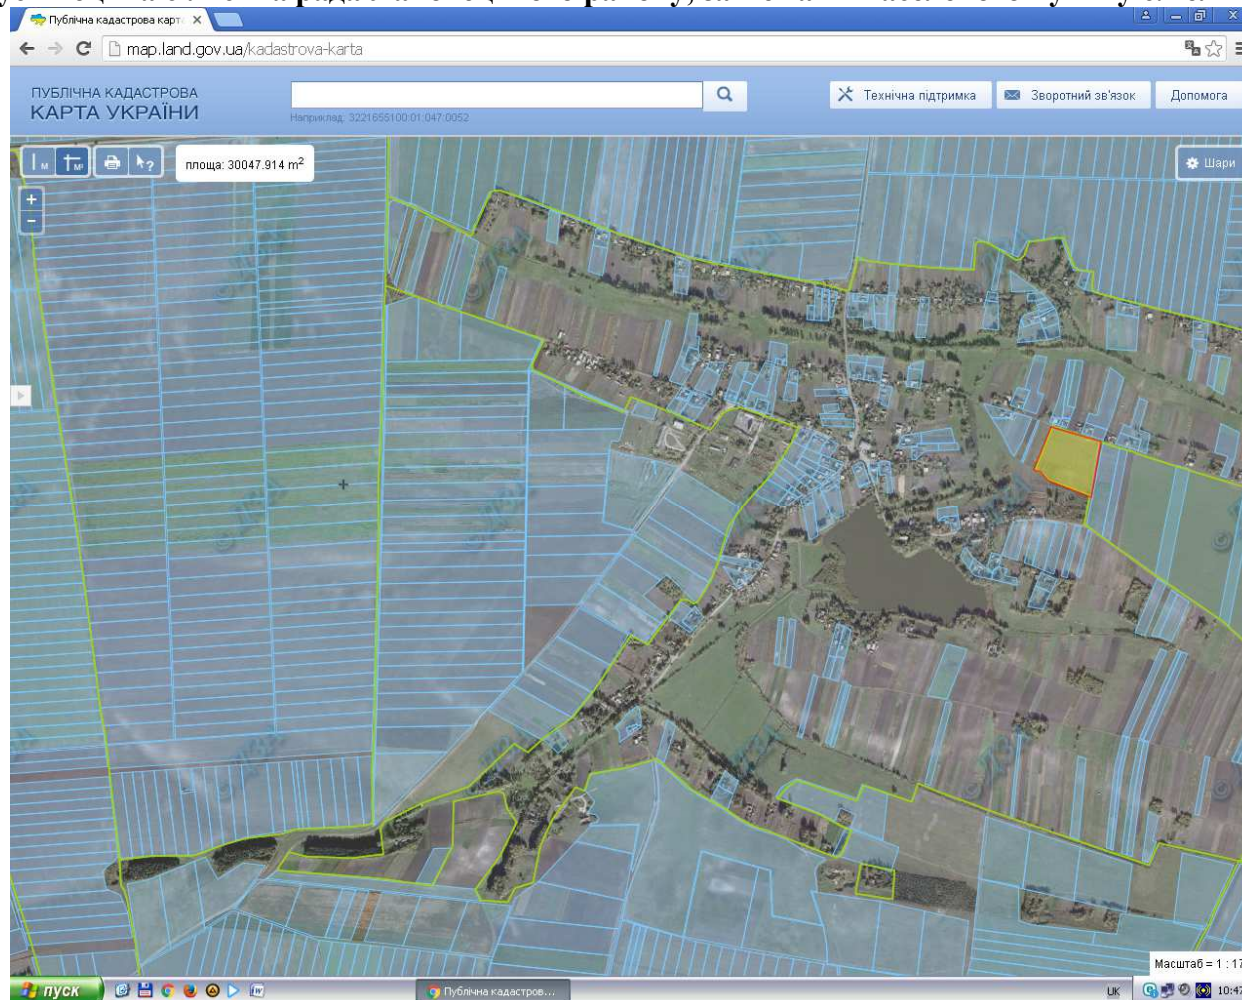 Публічна кадастрова карт
map.land.gov.ua/kadastrova-karta
ПУБЛІЧНА КАДАСТРОВА
КАРТА УКРАЇНИ
Наприклад: 3221655100:01:047:0052
Технічна підтримка
Зворотний зв'язок
Допомога
площа: 30047.914 m²
Шари
Масштаб = 1 : 17
пуск
Публічна кадастров...
UK
10:47